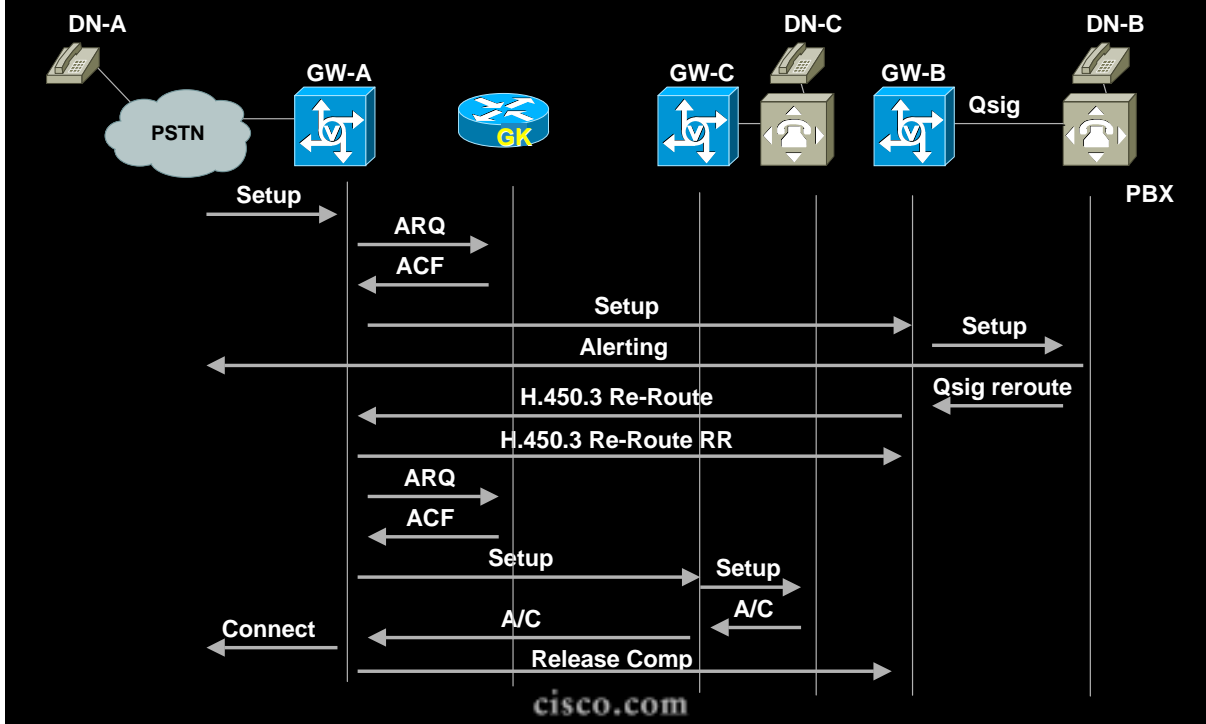 DN-A
DN-C
DN-B
GW-A
GW-C
GW-B
Qsig
PSTN
V
GK
V
V
PBX
Setup
ARQ
ACF
Setup
Setup
Alerting
Qsig reroute
H.450.3 Re-Route
H.450.3 Re-Route RR
ARQ
ACF
Setup
Setup
A/C
A/C
Connect
Release Comp
cisco.com